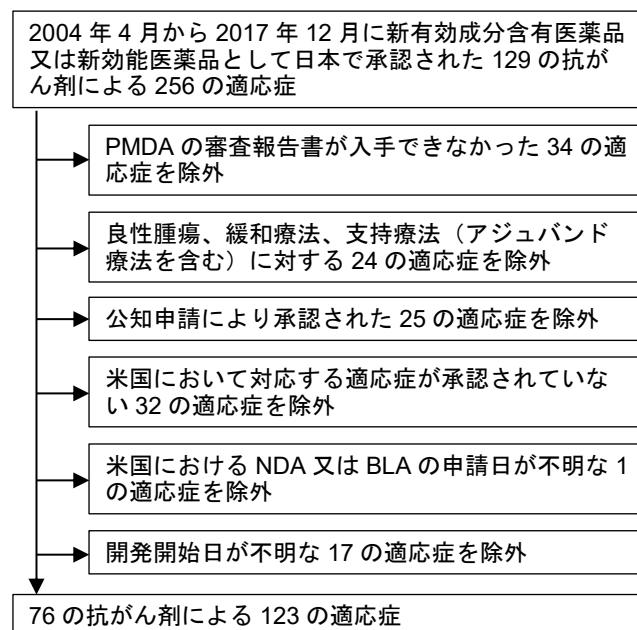 2004 年 4 月から 2017 年 12 月に新有効成分含有医薬品
又は新効能医薬品として日本で承認された 129 の抗が
ん剤による 256 の適応症
PMDA の審査報告書が入手できなかった 34 の適
応症を除外
良性腫瘍、緩和療法、支持療法（アジュバンド
療法を含む）に対する 24 の適応症を除外
公知申請により承認された 25 の適応症を除外
米国において対応する適応症が承認されていな
い 32 の適応症を除外
米国における NDA 又は BLA の申請日が不明な 1
の適応症を除外
開発開始日が不明な 17 の適応症を除外
76 の抗がん剤による 123 の適応症